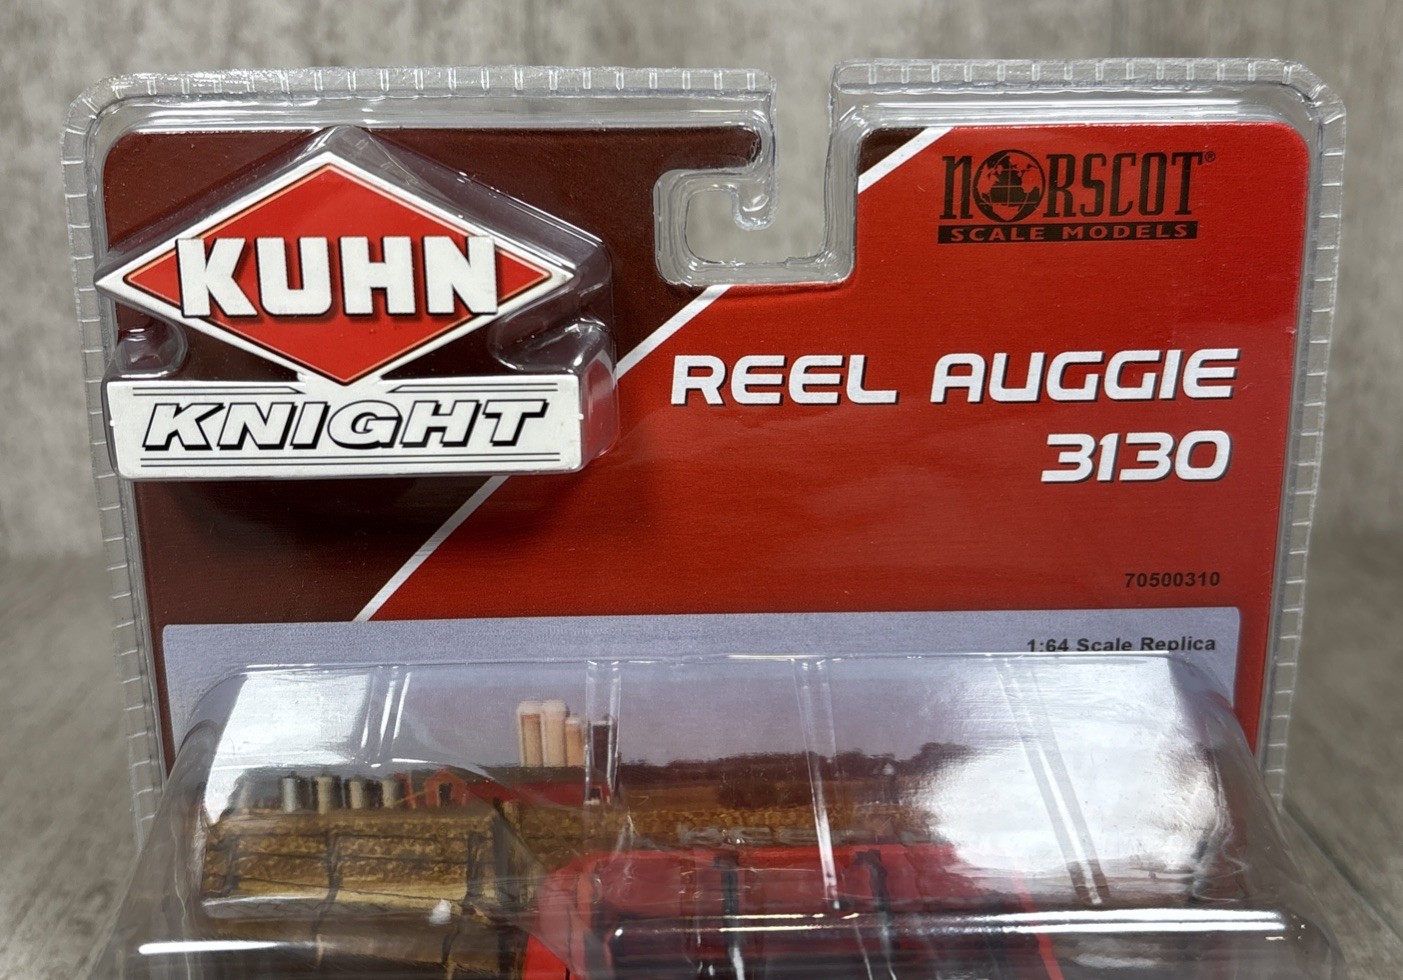 KUHN
KNIGHT
NORSCOT®
SCALE MODELS
REEL AUGGIE
3130
70500310
1:64 Scale Replica